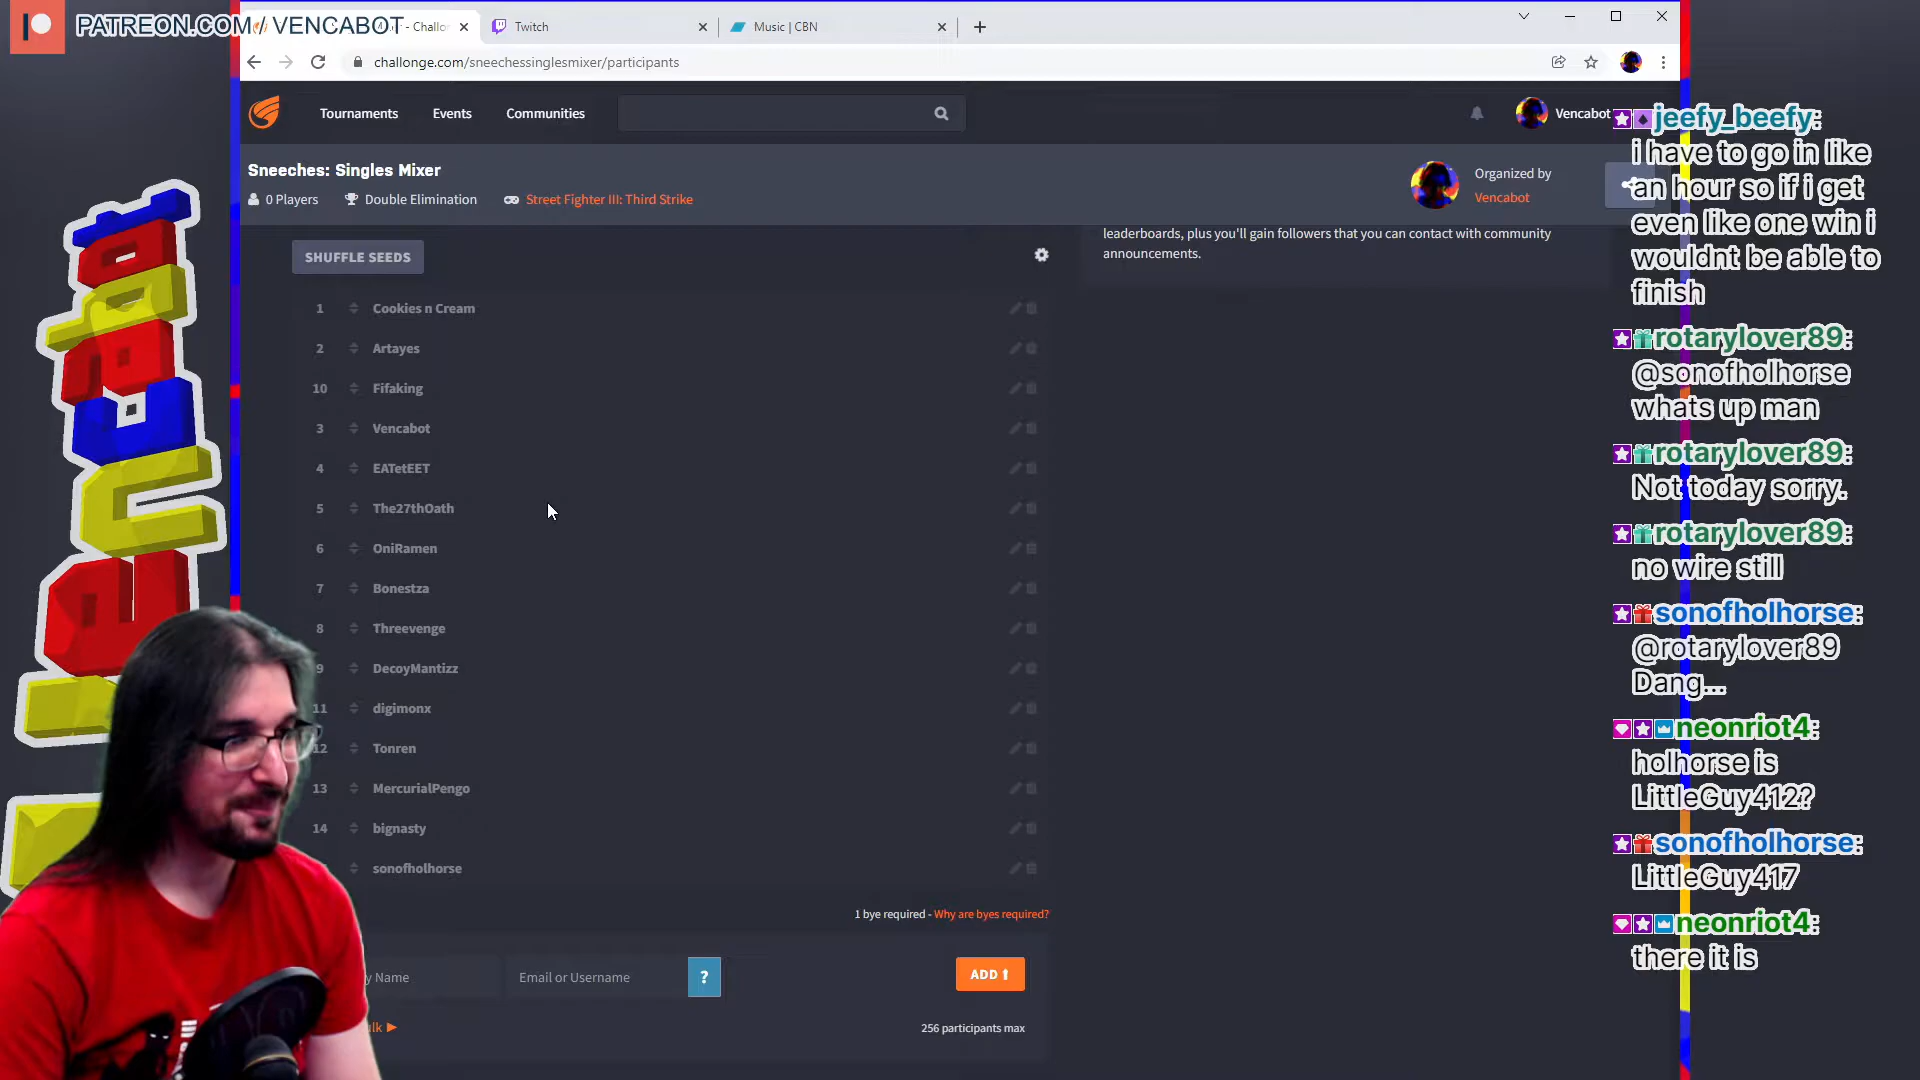 PATREON.COM// VENCABOT
- Challo
Twitch
Music | CBN
challonge.com/sneechessinglesmixer/participants
Tournaments
Events
Communities
Vencabot
Sneeches: Singles Mixer
0 Players
Double Elimination
Street Fighter III: Third Strike
Organized by
Vencabot
leaderboards, plus you'll gain followers that you can contact with community
announcements.
SHUFFLE SEEDS
1 Cookies n Cream
2 Artayes
10 Fifaking
3 Vencabot
4 EATetEET
5 The27thOath
6 OniRamen
7 Bonestza
8 Threevenge
9 DecoyMantizz
11 digimonx
12 Tonren
13 MercurialPengo
14 bignasty
sonofholhorse
1 bye required - Why are byes required?
y Name
Email or Username
?
ADD
256 participants max
jeefy_beefy:
i have to go in like
an hour so if i get
even like one win i
wouldnt be able to
finish
rotarylover89:
@sonofholhorse
whats up man
rotarylover89:
Not today sorry.
rotarylover89:
no wire still
sonofholhorse:
@rotarylover89
Dang...
neonriot4:
holhorse is
LittleGuy412?
sonofholhorse:
LittleGuy417
neonriot4:
there it is